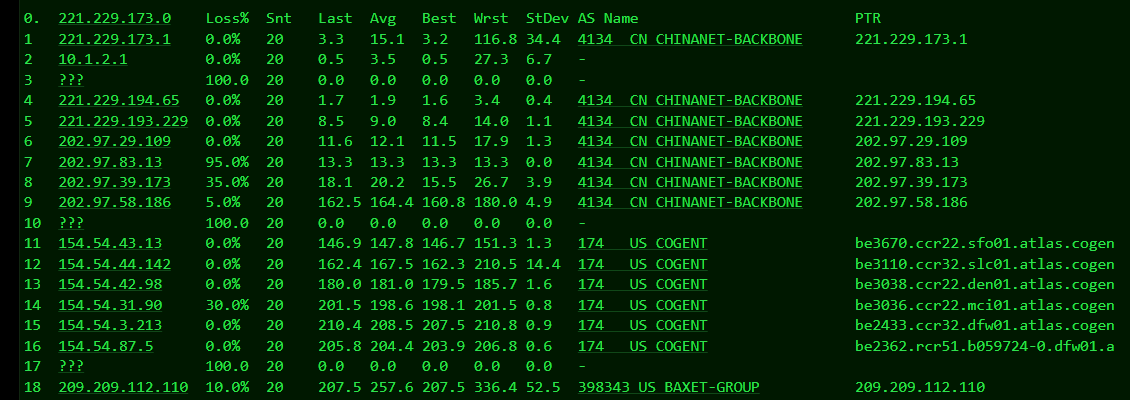 0. 221.229.173.0 Loss% Snt Last Avg Best Wrst StDev AS Name PTR
1 221.229.173.1 0.0% 20 3.3 15.1 3.2 116.8 34.4 4134 CN CHINANET-BACKBONE 221.229.173.1
2 10.1.2.1 0.0% 20 0.5 3.5 0.5 27.3 6.7 -
3 ??? 100.0 20 0.0 0.0 0.0 0.0 0.0 -
4 221.229.194.65 0.0% 20 1.7 1.9 1.6 3.4 0.4 4134 CN CHINANET-BACKBONE 221.229.194.65
5 221.229.193.229 0.0% 20 8.5 9.0 8.4 14.0 1.1 4134 CN CHINANET-BACKBONE 221.229.193.229
6 202.97.29.109 0.0% 20 11.6 12.1 11.5 17.9 1.3 4134 CN CHINANET-BACKBONE 202.97.29.109
7 202.97.83.13 95.0% 20 13.3 13.3 13.3 13.3 0.0 4134 CN CHINANET-BACKBONE 202.97.83.13
8 202.97.39.173 35.0% 20 18.1 20.2 15.5 26.7 3.9 4134 CN CHINANET-BACKBONE 202.97.39.173
9 202.97.58.186 5.0% 20 162.5 164.4 160.8 180.0 4.9 4134 CN CHINANET-BACKBONE 202.97.58.186
10 ??? 100.0 20 0.0 0.0 0.0 0.0 0.0 -
11 154.54.43.13 0.0% 20 146.9 147.8 146.7 151.3 1.3 174 US COGENT be3670.ccr22.sfo01.atlas.cogen
12 154.54.44.142 0.0% 20 162.4 167.5 162.3 210.5 14.4 174 US COGENT be3110.ccr32.slc01.atlas.cogen
13 154.54.42.98 0.0% 20 180.0 181.0 179.5 185.7 1.6 174 US COGENT be3038.ccr22.den01.atlas.cogen
14 154.54.31.90 30.0% 20 201.5 198.6 198.1 201.5 0.8 174 US COGENT be3036.ccr22.mci01.atlas.cogen
15 154.54.3.213 0.0% 20 210.4 208.5 207.5 210.8 0.9 174 US COGENT be2433.ccr32.dfw01.atlas.cogen
16 154.54.87.5 0.0% 20 205.8 204.4 203.9 206.8 0.6 174 US COGENT be2362.rcr51.b059724-0.dfw01.a
17 ??? 100.0 20 0.0 0.0 0.0 0.0 0.0 -
18 209.209.112.110 10.0% 20 207.5 257.6 207.5 336.4 52.5 398343 US BAXET-GROUP 209.209.112.110